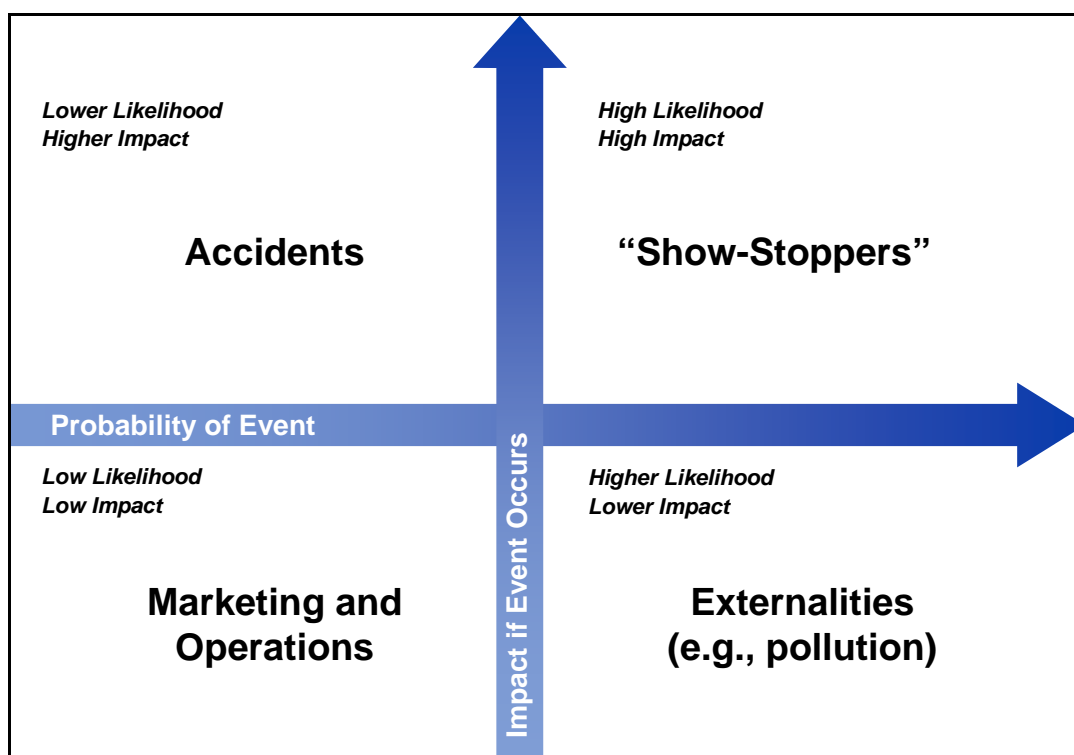 Lower Likelihood
Higher Impact
High Likelihood
High Impact
Accidents
“Show-Stoppers”
Probability of Event
Impact if Event Occurs
Low Likelihood
Low Impact
Higher Likelihood
Lower Impact
Marketing and
Operations
Externalities
(e.g., pollution)